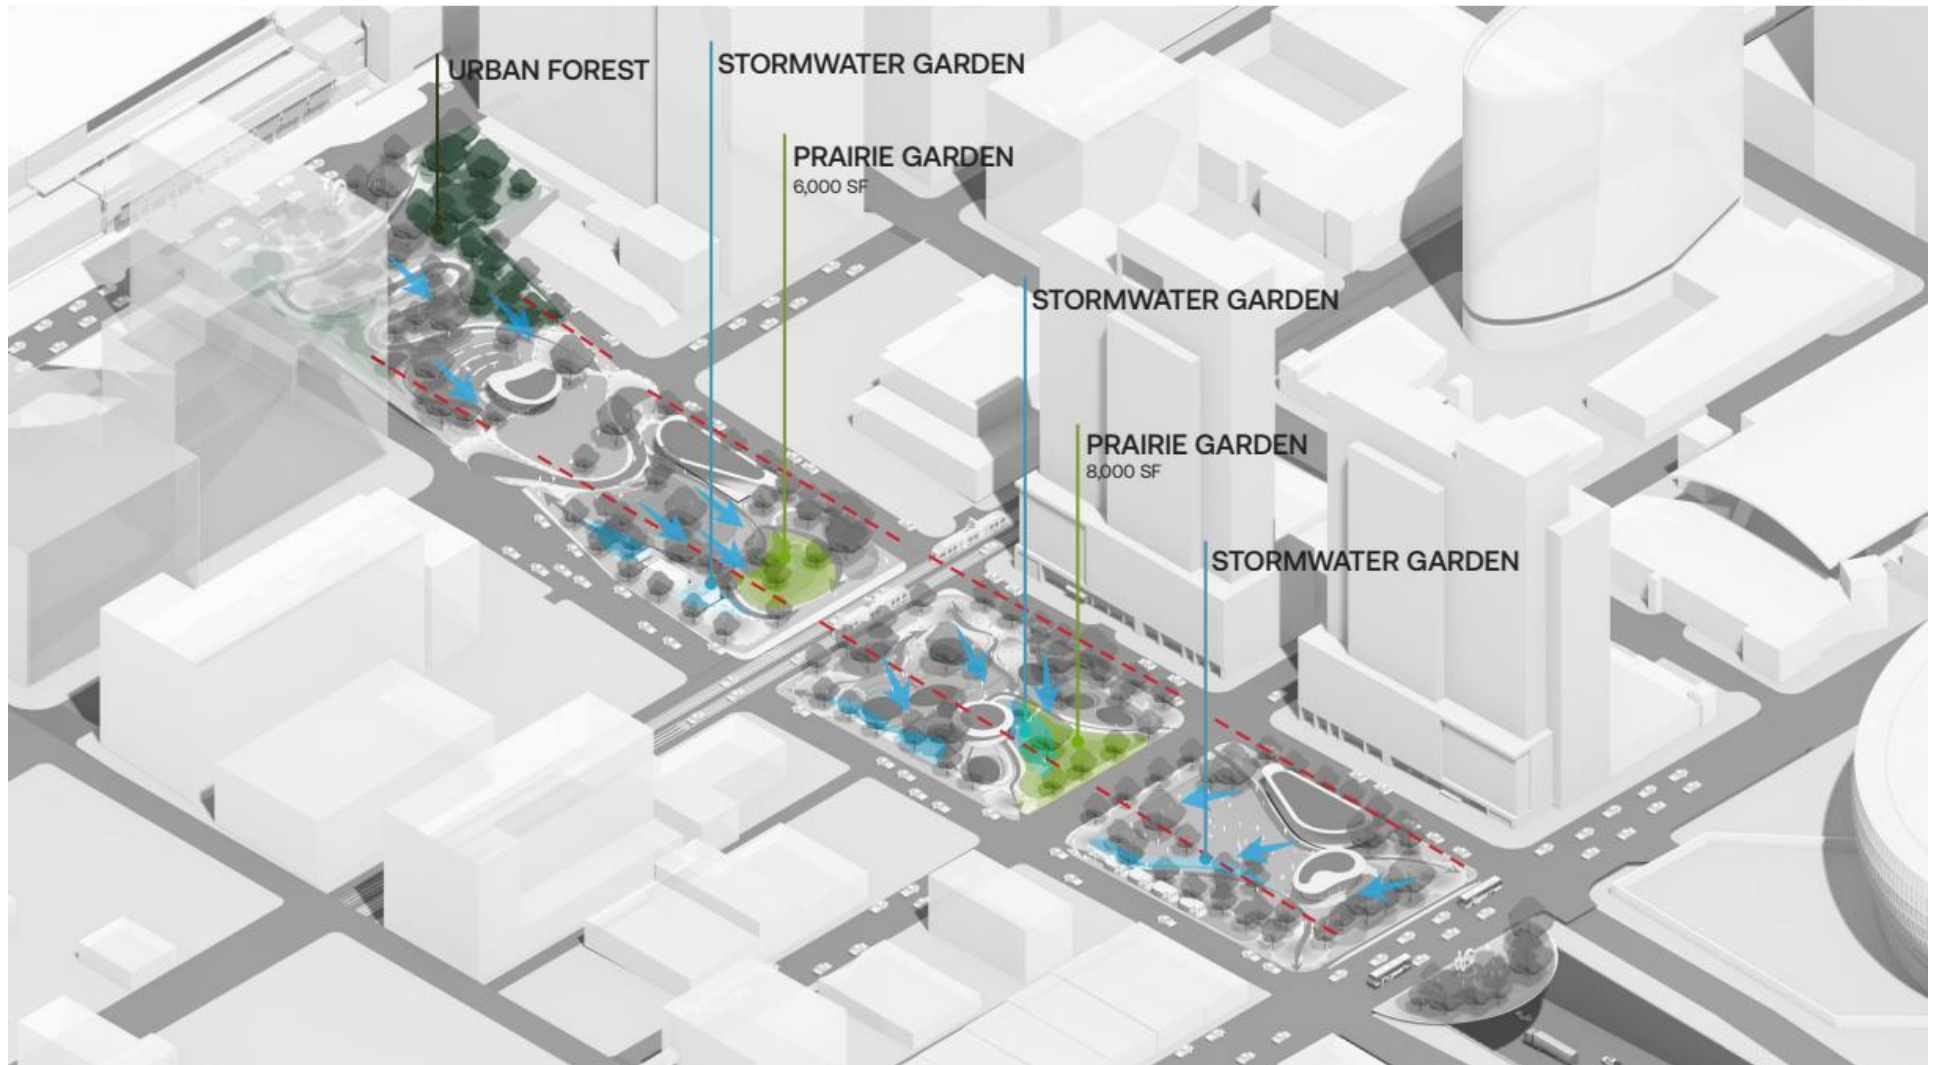 URBAN FOREST
STORMWATER GARDEN
PRAIRIE GARDEN
6,000 SF
STORMWATER GARDEN
PRAIRIE GARDEN
8,000 SF
STORMWATER GARDEN